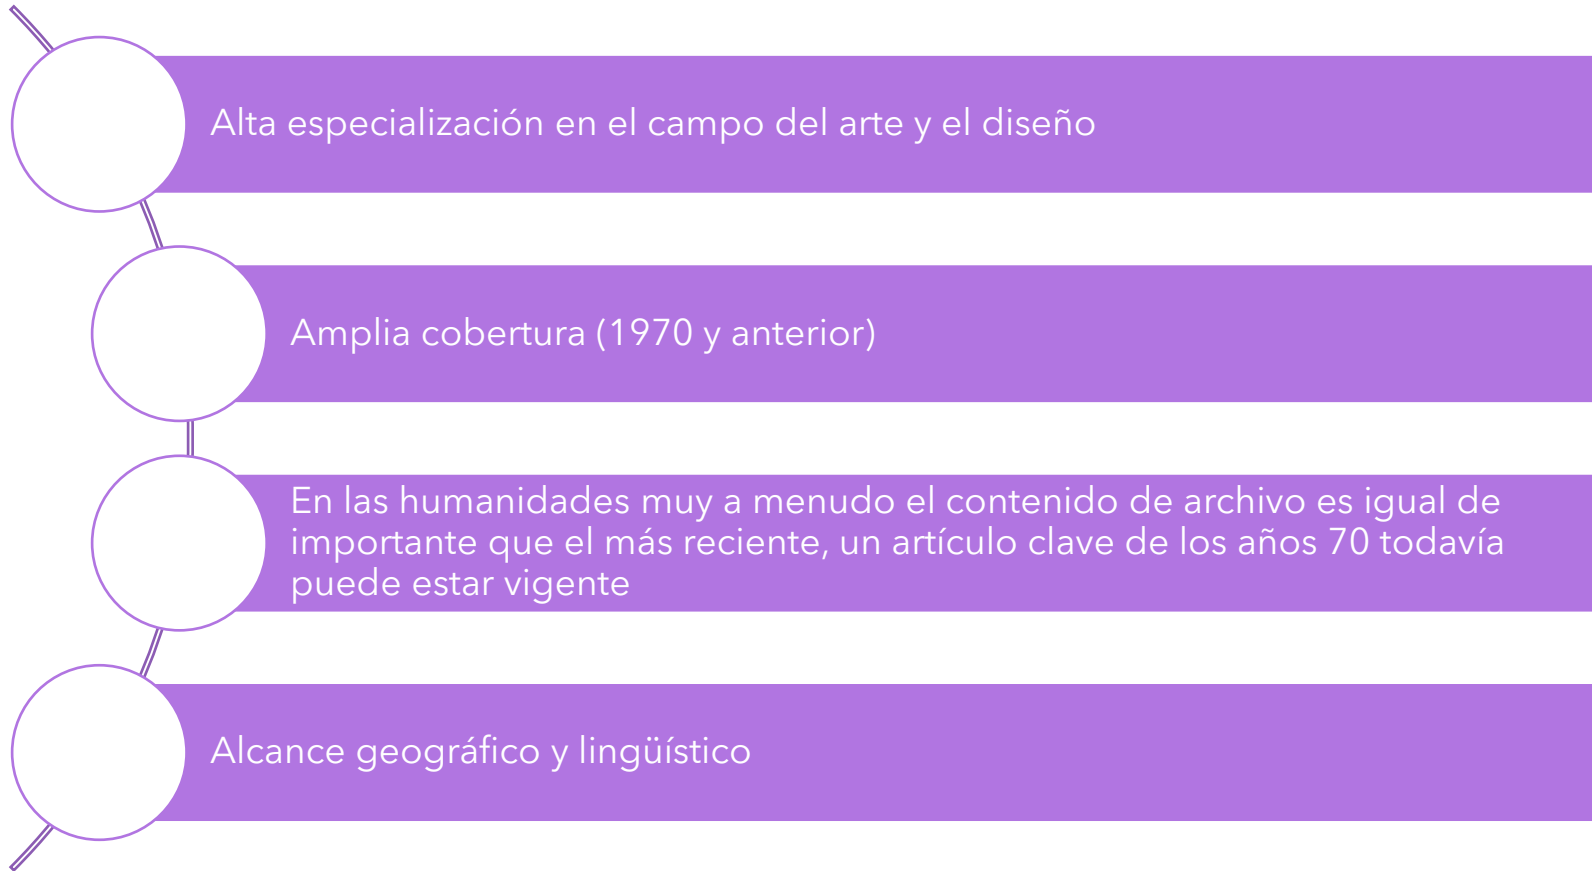 Alta especialización en el campo del arte y el diseño
Amplia cobertura (1970 y anterior)
En las humanidades muy a menudo el contenido de archivo es igual de
importante que el más reciente, un artículo clave de los años 70 todavía
puede estar vigente
Alcance geográfico y lingüístico